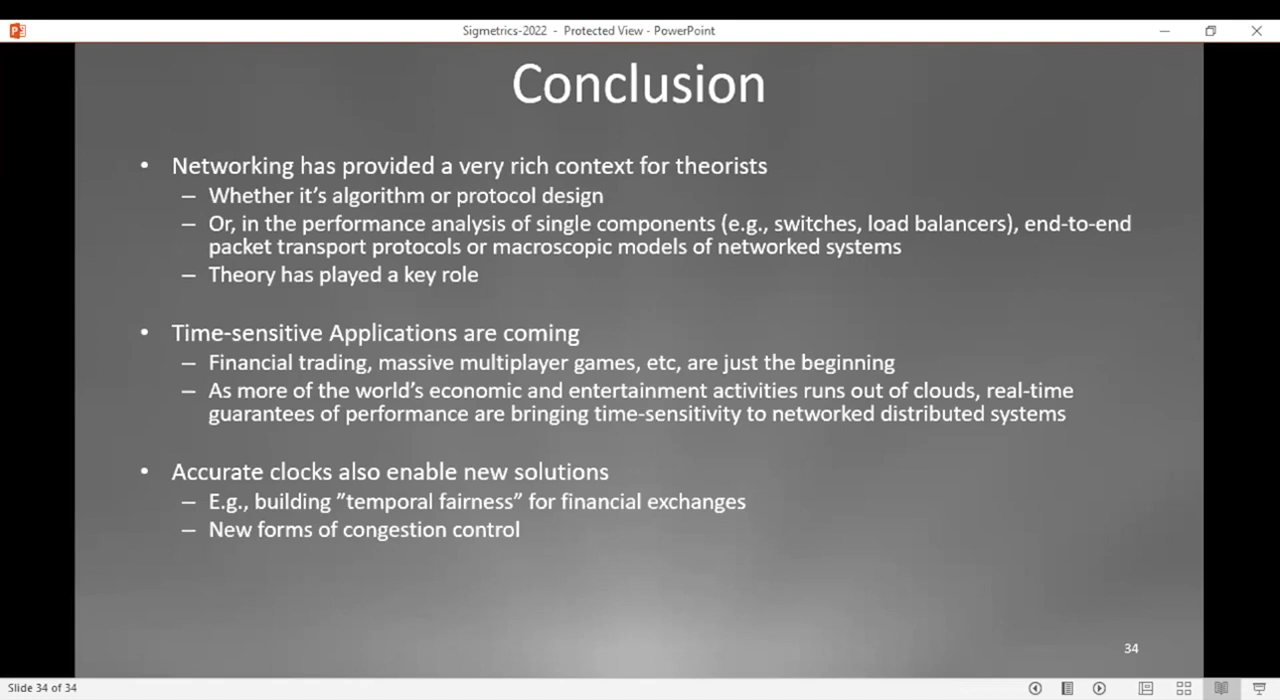 Sigmetrics-2022 - Protected View - PowerPoint
Conclusion
• Networking has provided a very rich context for theorists
– Whether it’s algorithm or protocol design
– Or, in the performance analysis of single components (e.g., switches, load balancers), end-to-end
packet transport protocols or macroscopic models of networked systems
– Theory has played a key role
• Time-sensitive Applications are coming
– Financial trading, massive multiplayer games, etc, are just the beginning
– As more of the world’s economic and entertainment activities runs out of clouds, real-time
guarantees of performance are bringing time-sensitivity to networked distributed systems
• Accurate clocks also enable new solutions
– E.g., building ”temporal fairness” for financial exchanges
– New forms of congestion control
34
Slide 34 of 34